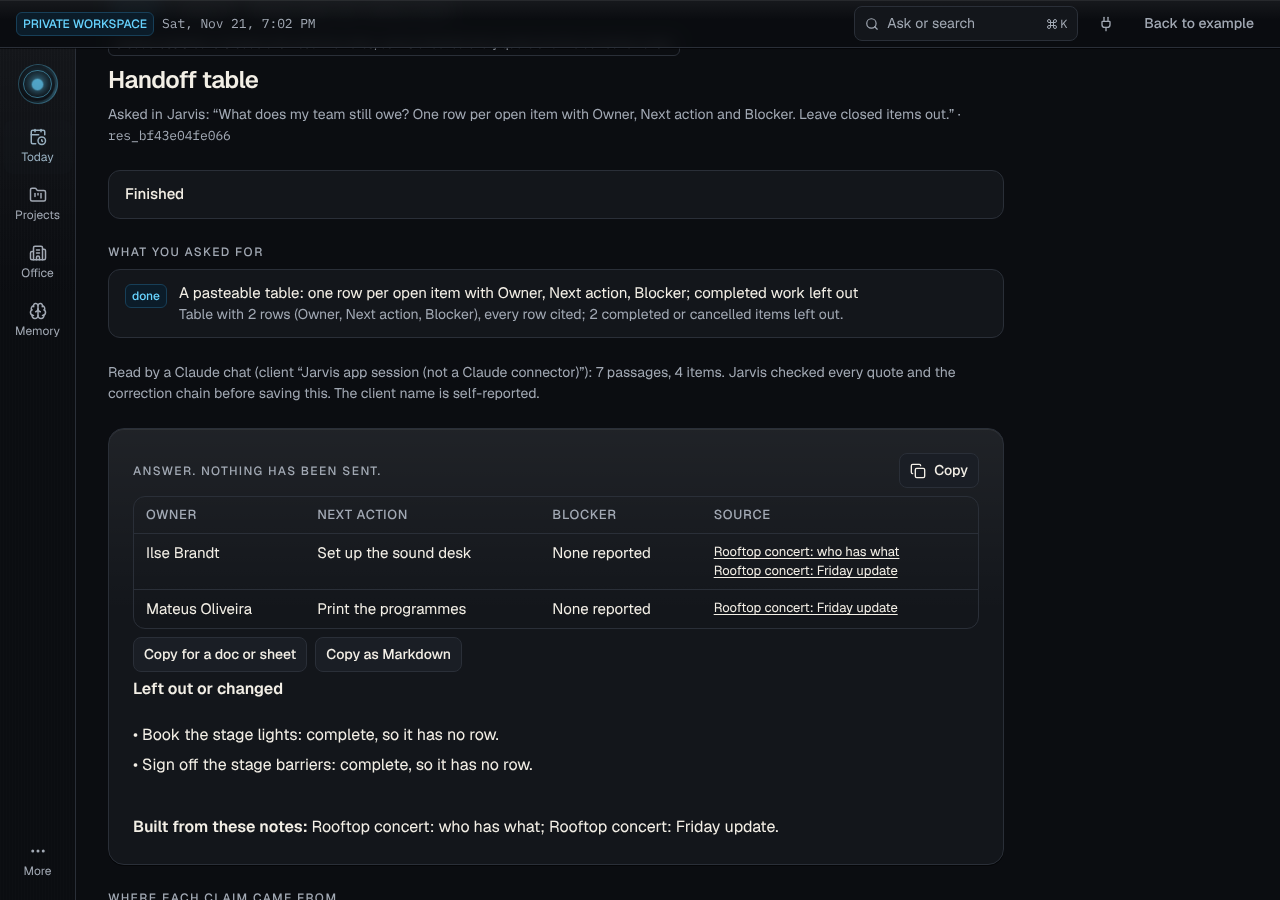 PRIVATE WORKSPACE
Sat, Nov 21, 7:02 PM
Ask or search
⌘K
Back to example
Today
Projects
Office
Memory
More
Handoff table
Asked in Jarvis: “What does my team still owe? One row per open item with Owner, Next action and Blocker. Leave closed items out.” ·
res_bf43e04fe066
Finished
WHAT YOU ASKED FOR
done
A pasteable table: one row per open item with Owner, Next action, Blocker; completed work left out
Table with 2 rows (Owner, Next action, Blocker), every row cited; 2 completed or cancelled items left out.
Read by a Claude chat (client “Jarvis app session (not a Claude connector)”): 7 passages, 4 items. Jarvis checked every quote and the
correction chain before saving this. The client name is self-reported.
ANSWER. NOTHING HAS BEEN SENT.
Copy
OWNER NEXT ACTION BLOCKER SOURCE
Ilse Brandt Set up the sound desk None reported Rooftop concert: who has what
Rooftop concert: Friday update
Mateus Oliveira Print the programmes None reported Rooftop concert: Friday update
Copy for a doc or sheet Copy as Markdown
Left out or changed
• Book the stage lights: complete, so it has no row.
• Sign off the stage barriers: complete, so it has no row.
Built from these notes: Rooftop concert: who has what; Rooftop concert: Friday update.
WHERE EACH CLAIM CAME FROM